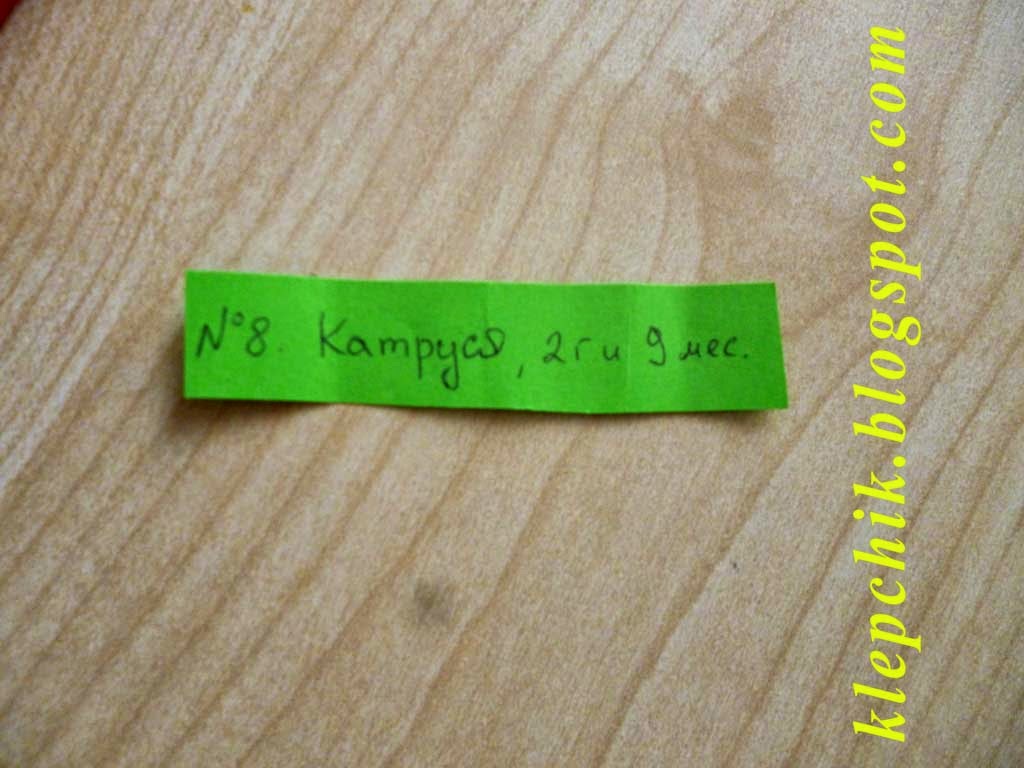 №8. Катруся, 2г и 9 мес.
klepchik.blogspot.com